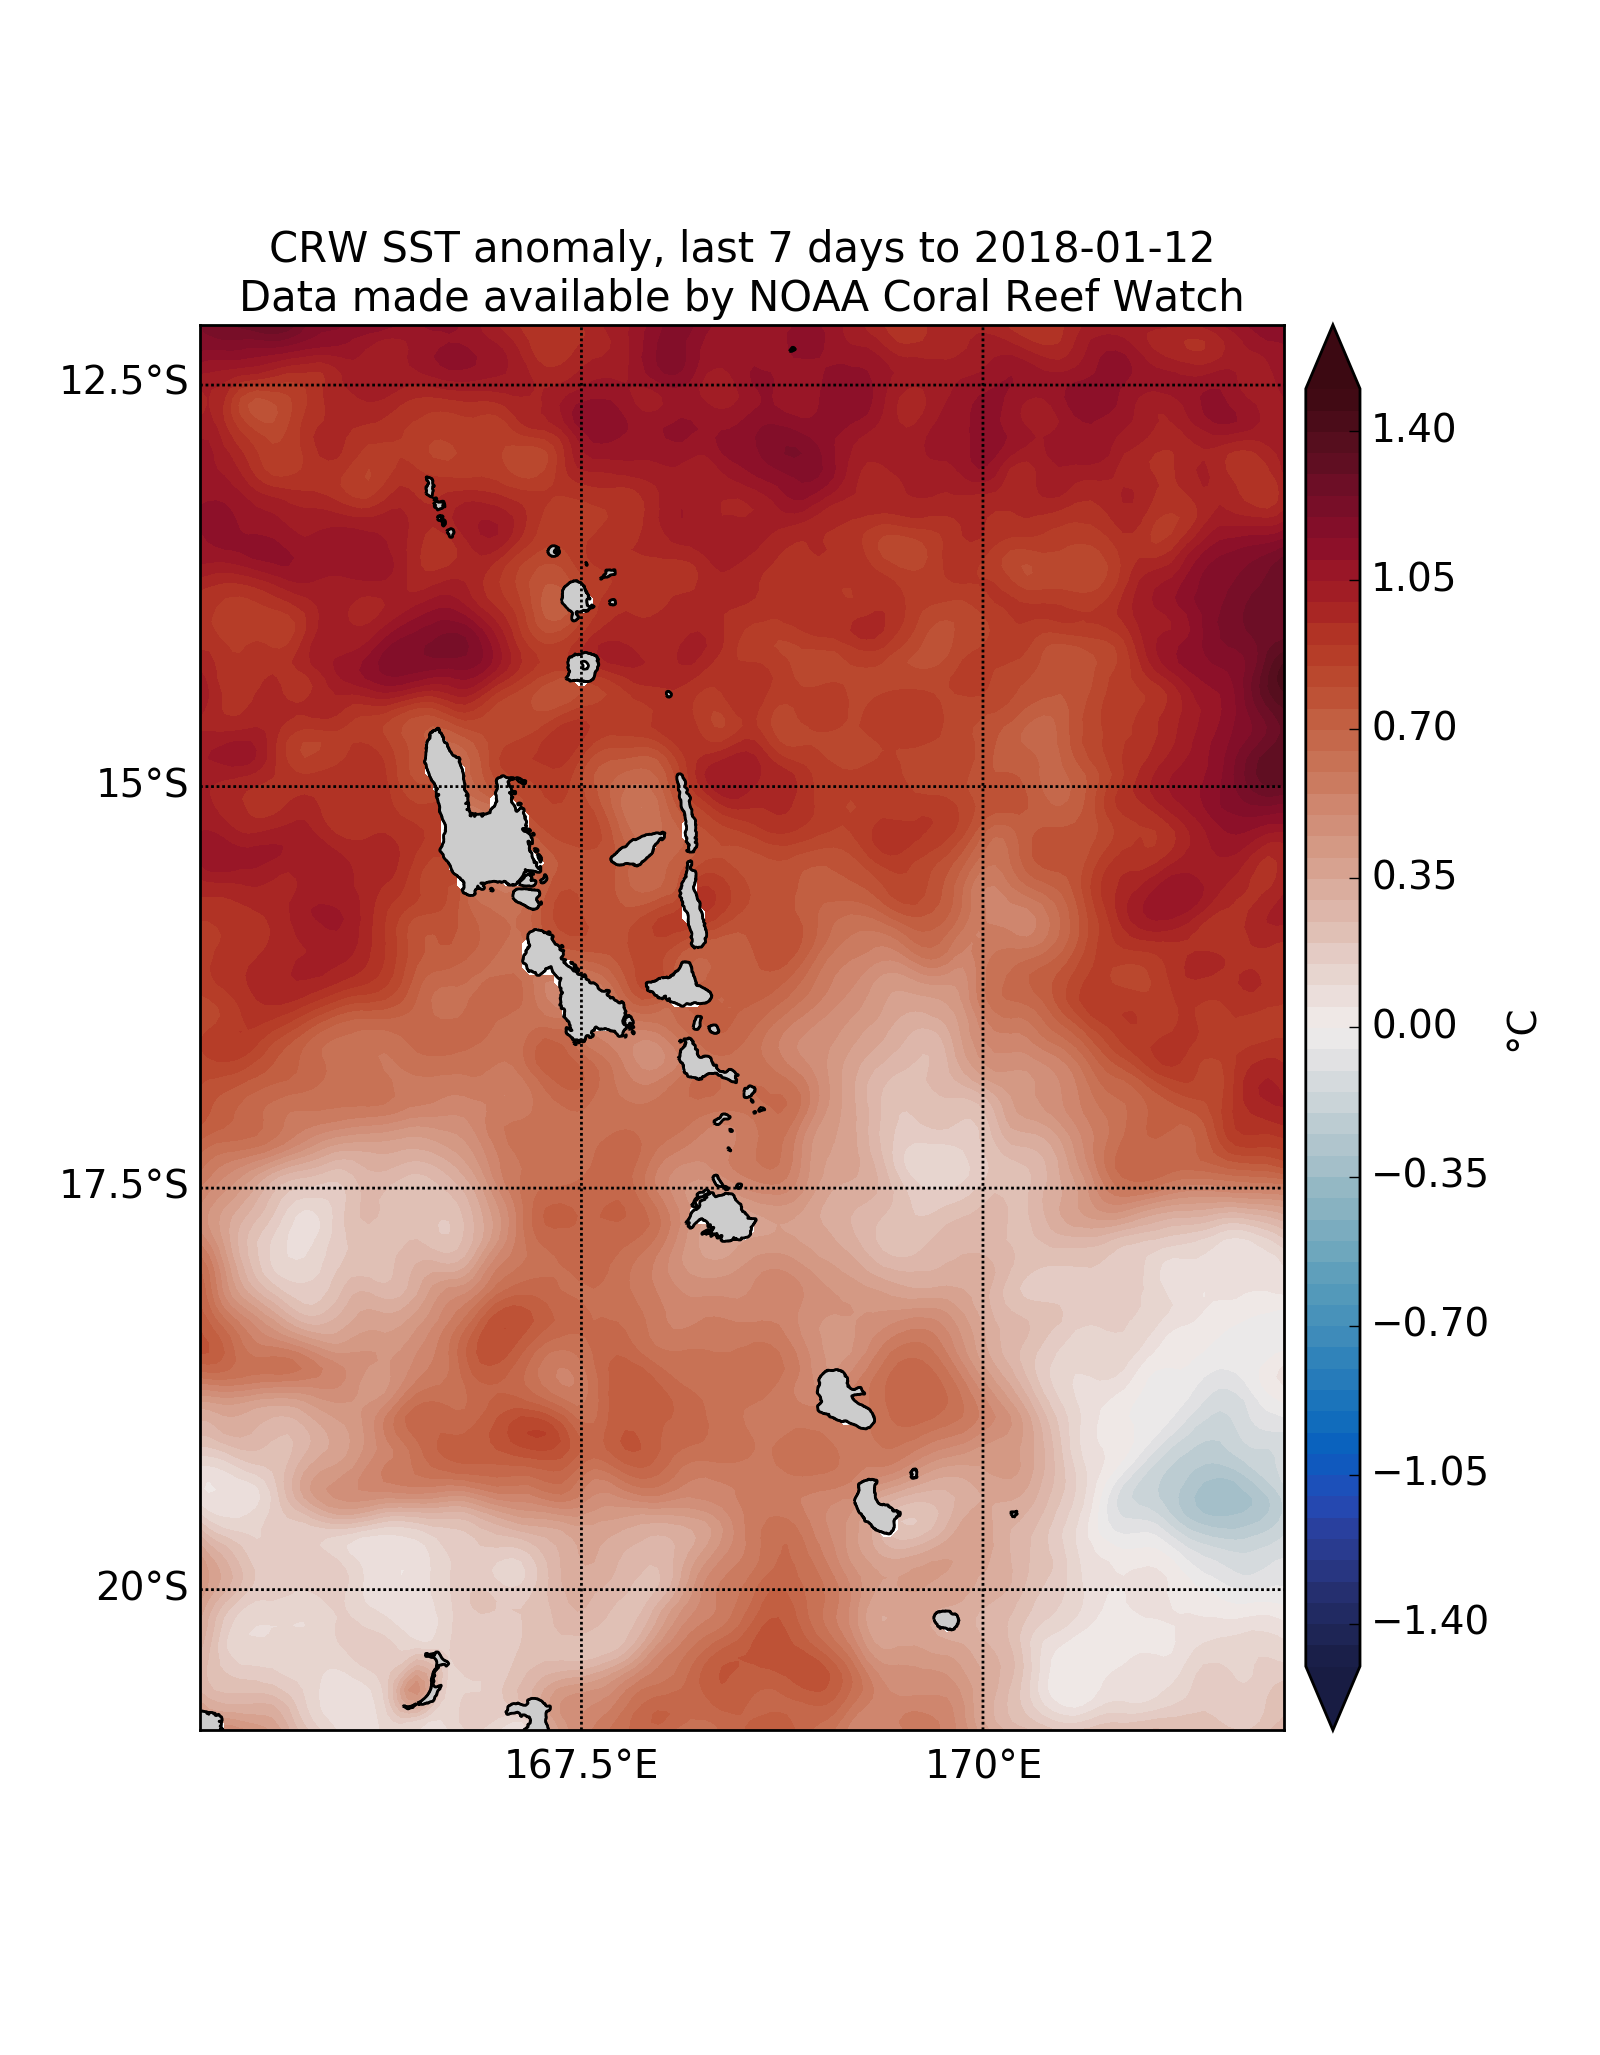 CRW SST anomaly, last 7 days to 2018-01-12
Data made available by NOAA Coral Reef Watch
12.5°S
15°S
17.5°S
20°S
167.5°E
170°E
1.40
1.05
0.70
0.35
0.00
−0.35
−0.70
−1.05
−1.40
°C